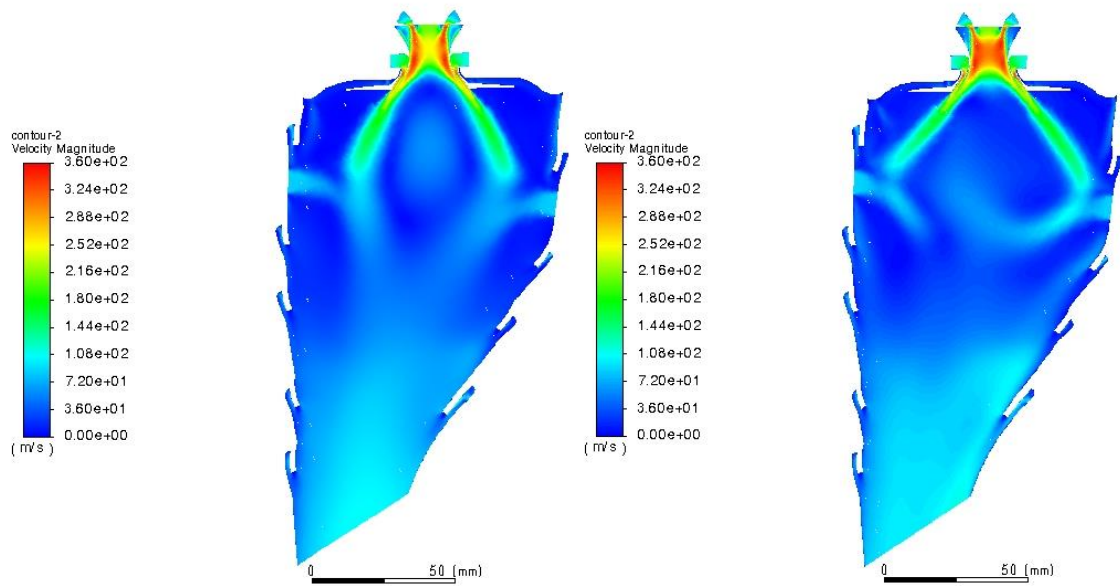 contour-2
Velocity Magnitude
3.60e+02
3.24e+02
2.88e+02
2.52e+02
2.16e+02
1.80e+02
1.44e+02
1.08e+02
7.20e+01
3.60e+01
0.00e+00
( m/s )
0 50 (mm)
contour-2
Velocity Magnitude
3.60e+02
3.24e+02
2.88e+02
2.52e+02
2.16e+02
1.80e+02
1.44e+02
1.08e+02
7.20e+01
3.60e+01
0.00e+00
( m/s )
0 50 (mm)